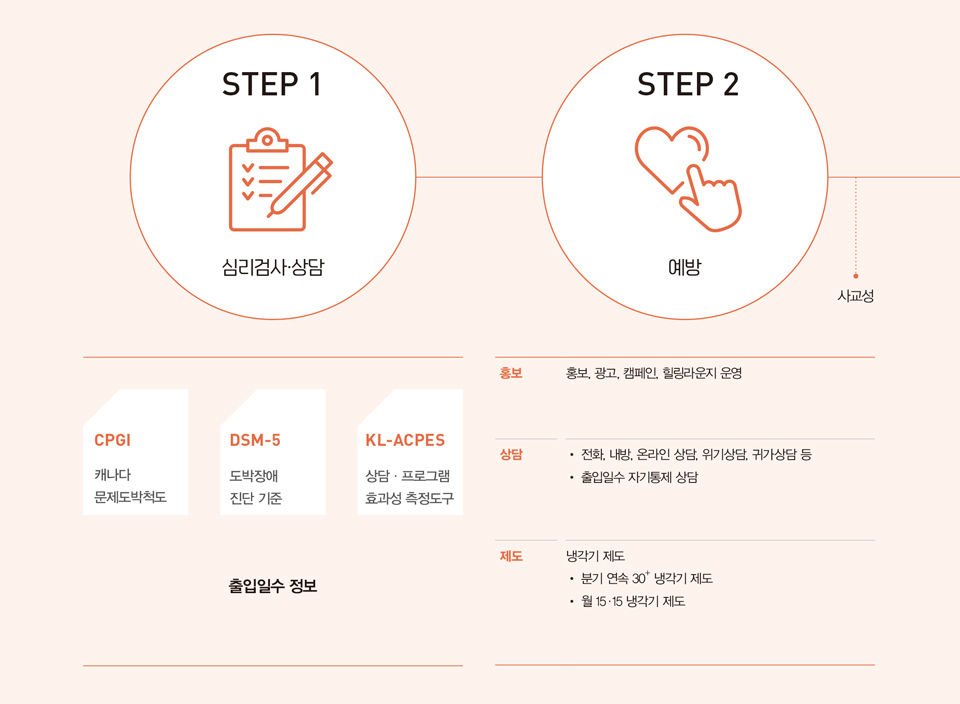 STEP 1
심리검사·상담
STEP 2
예방
사교성
CPGI
캐나다
문제도박척도
DSM-5
도박장애
진단 기준
KL-ACPES
상담 · 프로그램
효과성 측정도구
출입일수 정보
홍보
홍보, 광고, 캠페인, 힐링라운지 운영
상담
• 전화, 내방, 온라인 상담, 위기상담, 귀가상담 등
• 출입일수 자기통제 상담
제도
냉각기 제도
• 분기 연속 30+ 냉각기 제도
• 월 15·15 냉각기 제도